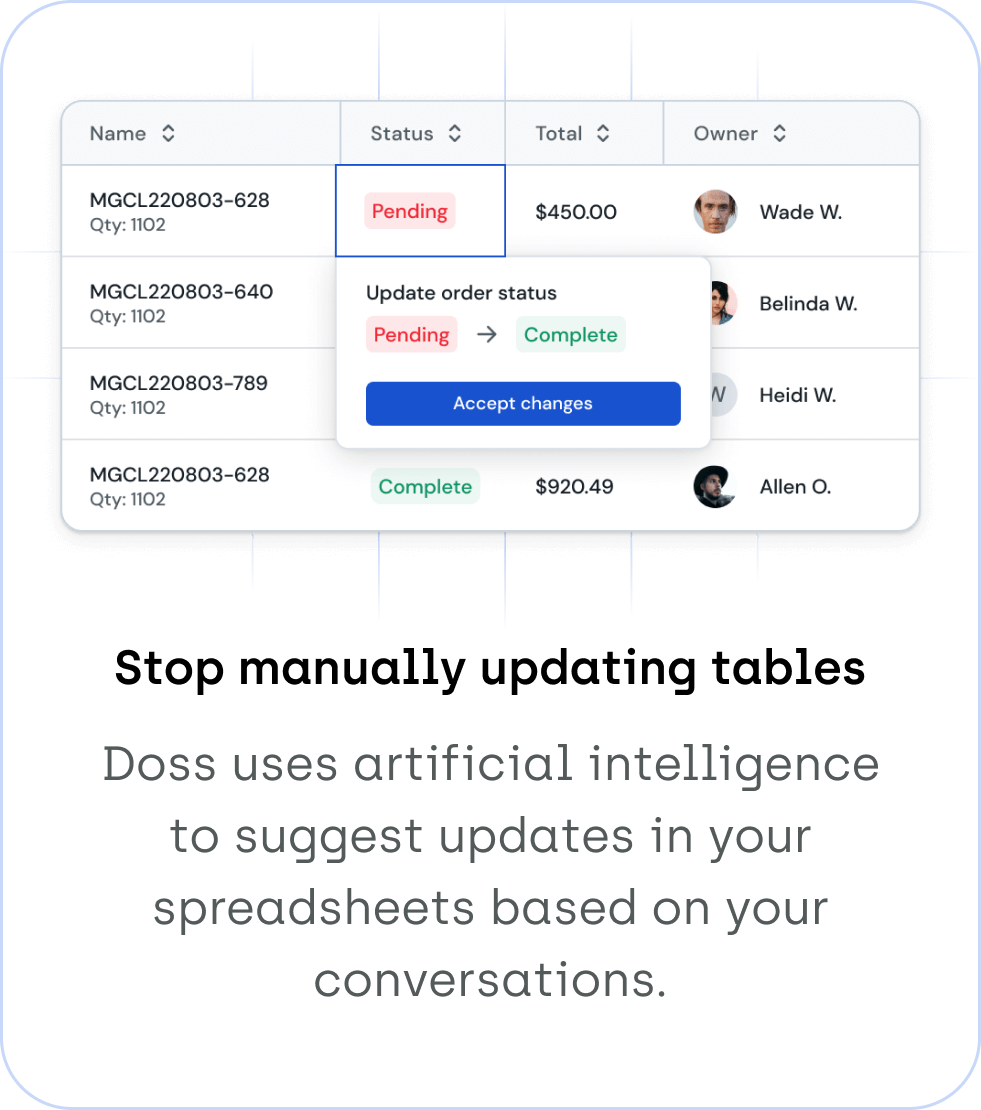 Name Status Total Owner
MGCL220803-628 Pending $450.00 Wade W.
Qty: 1102
MGCL220803-640 Belinda W.
Qty: 1102
Update order status
Pending → Complete
MGCL220803-789 Heidi W.
Qty: 1102
Accept changes
MGCL220803-628 Complete $920.49 Allen O.
Qty: 1102
Stop manually updating tables
Doss uses artificial intelligence
to suggest updates in your
spreadsheets based on your
conversations.